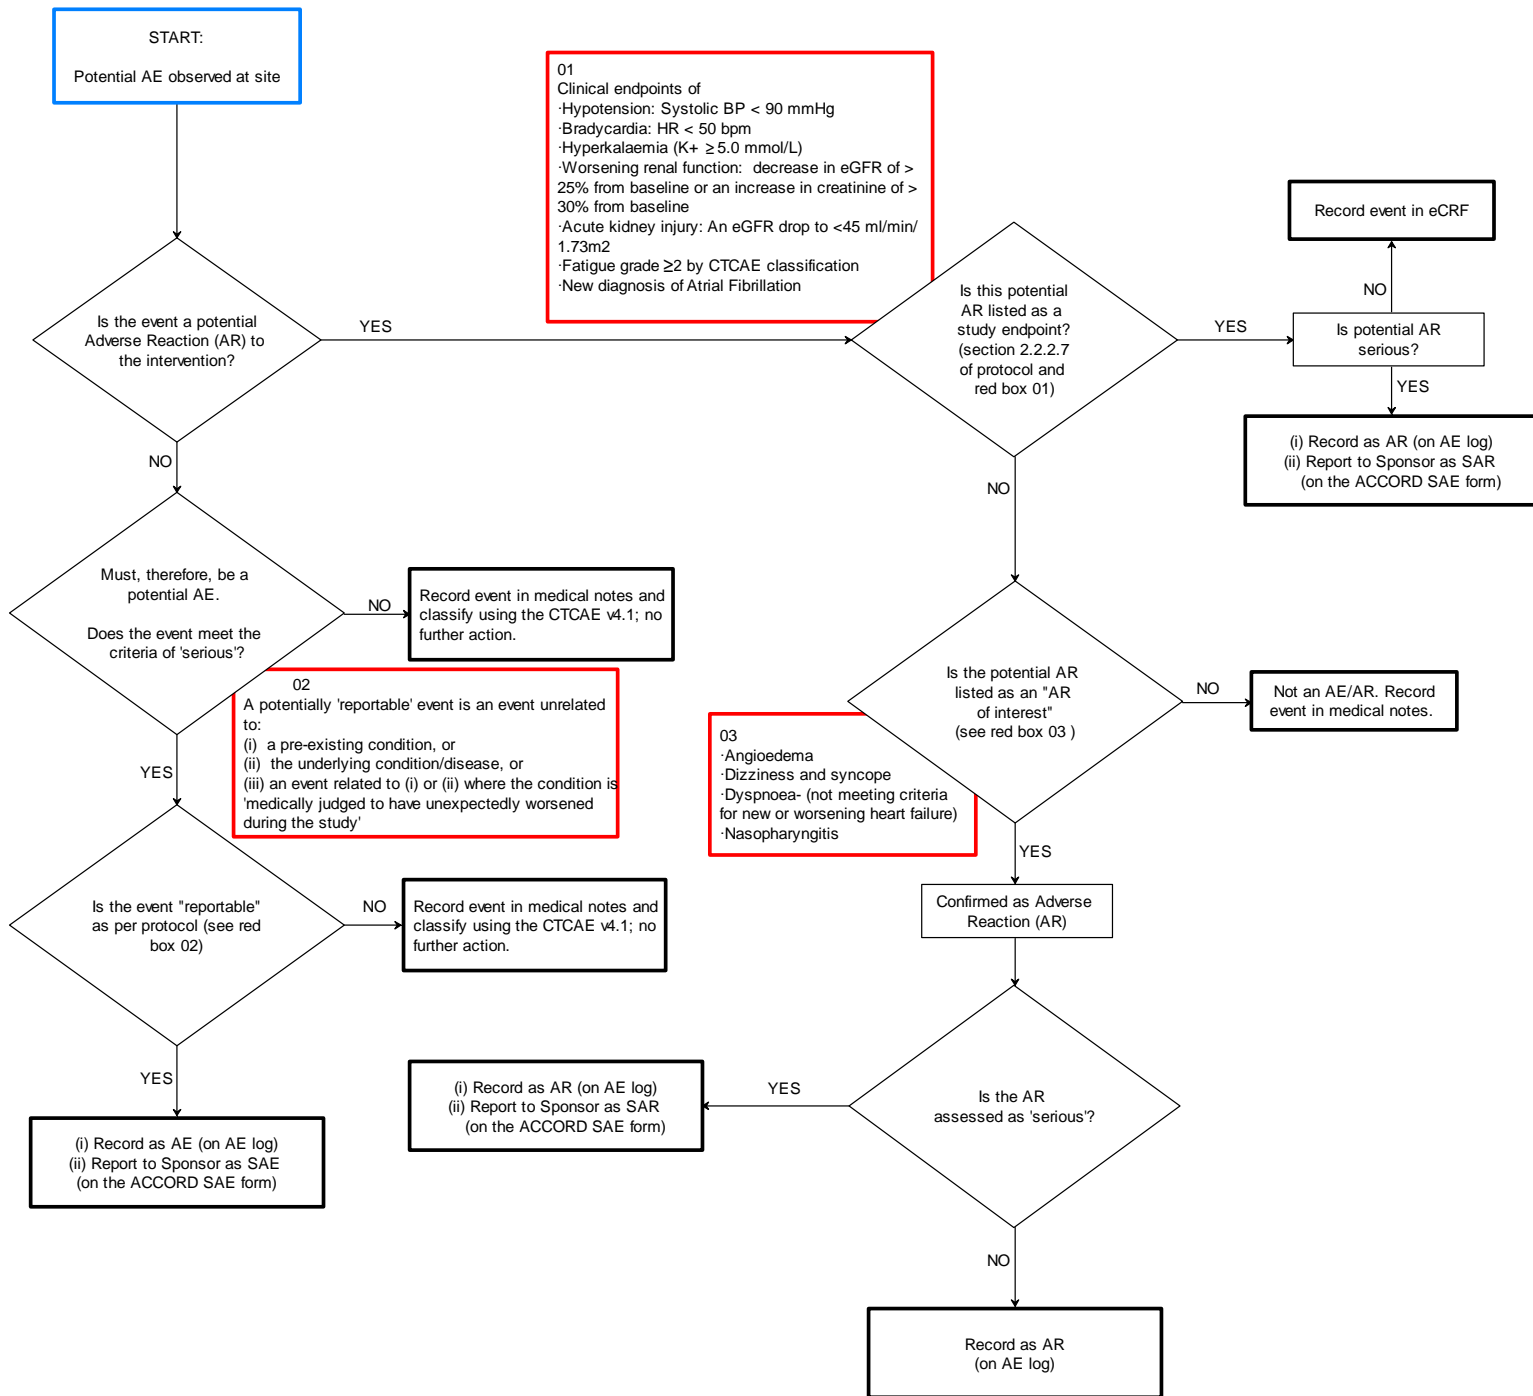 START:
Potential AE observed at site
01
Clinical endpoints of
·Hypotension: Systolic BP < 90 mmHg
·Bradycardia: HR < 50 bpm
·Hyperkalaemia (K+ ≥ 5.0 mmol/L)
·Worsening renal function: decrease in eGFR of >
25% from baseline or an increase in creatinine of >
30% from baseline
·Acute kidney injury: An eGFR drop to <45 ml/min/
1.73m2
·Fatigue grade ≥2 by CTCAE classification
·New diagnosis of Atrial Fibrillation
Is the event a potential
Adverse Reaction (AR) to
the intervention?
YES
Is this potential
AR listed as a
study endpoint?
(section 2.2.2.7
of protocol and
red box 01)
YES
Is potential AR
serious?
NO
Record event in eCRF
YES
(i) Record as AR (on AE log)
(ii) Report to Sponsor as SAR
(on the ACCORD SAE form)
NO
NO
Must, therefore, be a
potential AE.
Does the event meet the
criteria of 'serious'?
NO
Record event in medical notes and
classify using the CTCAE v4.1; no
further action.
02
A potentially 'reportable' event is an event unrelated
to:
(i) a pre-existing condition, or
(ii) the underlying condition/disease, or
(iii) an event related to (i) or (ii) where the condition is
'medically judged to have unexpectedly worsened
during the study'
YES
Is the event "reportable"
as per protocol (see red
box 02)
NO
Record event in medical notes and
classify using the CTCAE v4.1; no
further action.
YES
(i) Record as AE (on AE log)
(ii) Report to Sponsor as SAE
(on the ACCORD SAE form)
Is the potential AR
listed as an "AR
of interest"
(see red box 03 )
NO
Not an AE/AR. Record
event in medical notes.
03
·Angioedema
·Dizziness and syncope
·Dyspnoea- (not meeting criteria
for new or worsening heart failure)
·Nasopharyngitis
YES
Confirmed as Adverse
Reaction (AR)
Is the AR
assessed as 'serious'?
YES
(i) Record as AR (on AE log)
(ii) Report to Sponsor as SAR
(on the ACCORD SAE form)
NO
Record as AR
(on AE log)